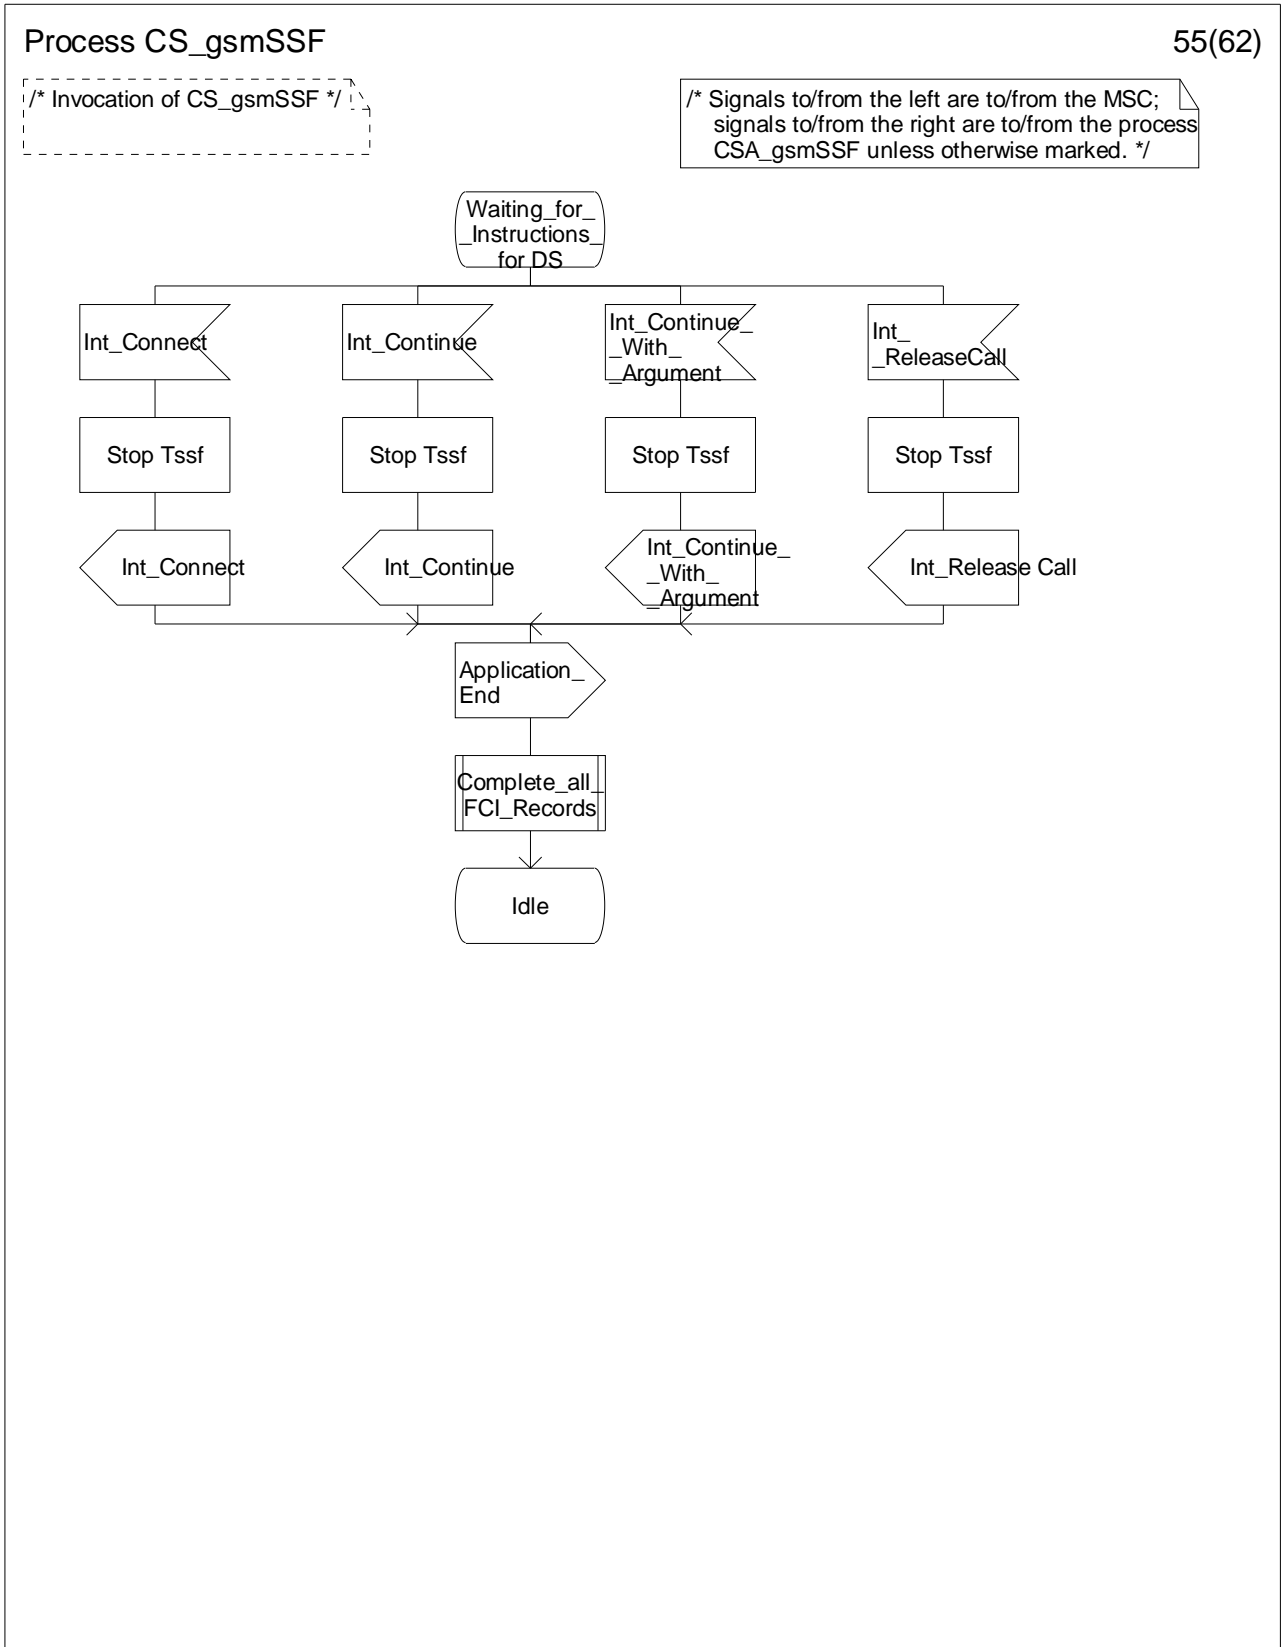 Process CS_gsmSSF
55(62)
/* Invocation of CS_gsmSSF */
/* Signals to/from the left are to/from the MSC;
signals to/from the right are to/from the process
CSA_gsmSSF unless otherwise marked. */
Waiting_for_
_Instructions_
for DS
Int_Connect
Int_Continue
Int_Continue_
_With_
_Argument
Int_
_ReleaseCall
Stop Tssf
Stop Tssf
Stop Tssf
Stop Tssf
Int_Connect
Int_Continue
Int_Continue_
_With_
_Argument
Int_Release Call
Application_
End
Complete_all_
FCI_Records
Idle